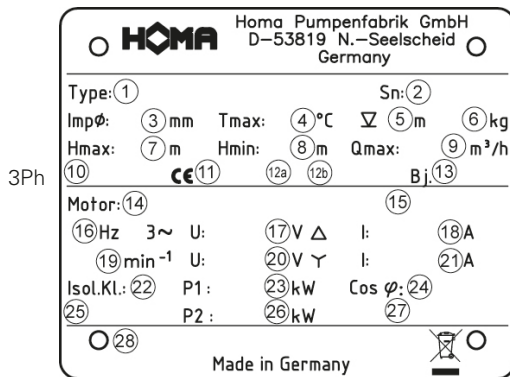 HOMA
Homa Pumpenfabrik GmbH
D-53819 N.-Seelscheid
Germany
Type: 1 Sn: 2
Impø: 3 mm Tmax: 4 °C 5 m 6 kg
Hmax: 7 m Hmin: 8 m Qmax: 9 m³/h
3Ph
10 CE 11 12a 12b Bj. 13
Motor: 14 15
16 Hz 3~ U: 17 V △ I: 18 A
19 min⁻¹ U: 20 V Y I: 21 A
Isol.Kl.: 22 P1: 23 kW Cos φ: 24
25 P2: 26 kW 27
28
Made in Germany